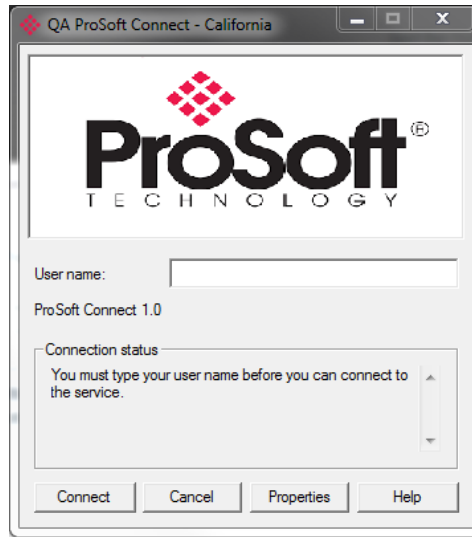 QA ProSoft Connect - California
ProSoft®
TECHNOLOGY
User name:
ProSoft Connect 1.0
Connection status
You must type your user name before you can connect to
the service.
Connect Cancel Properties Help